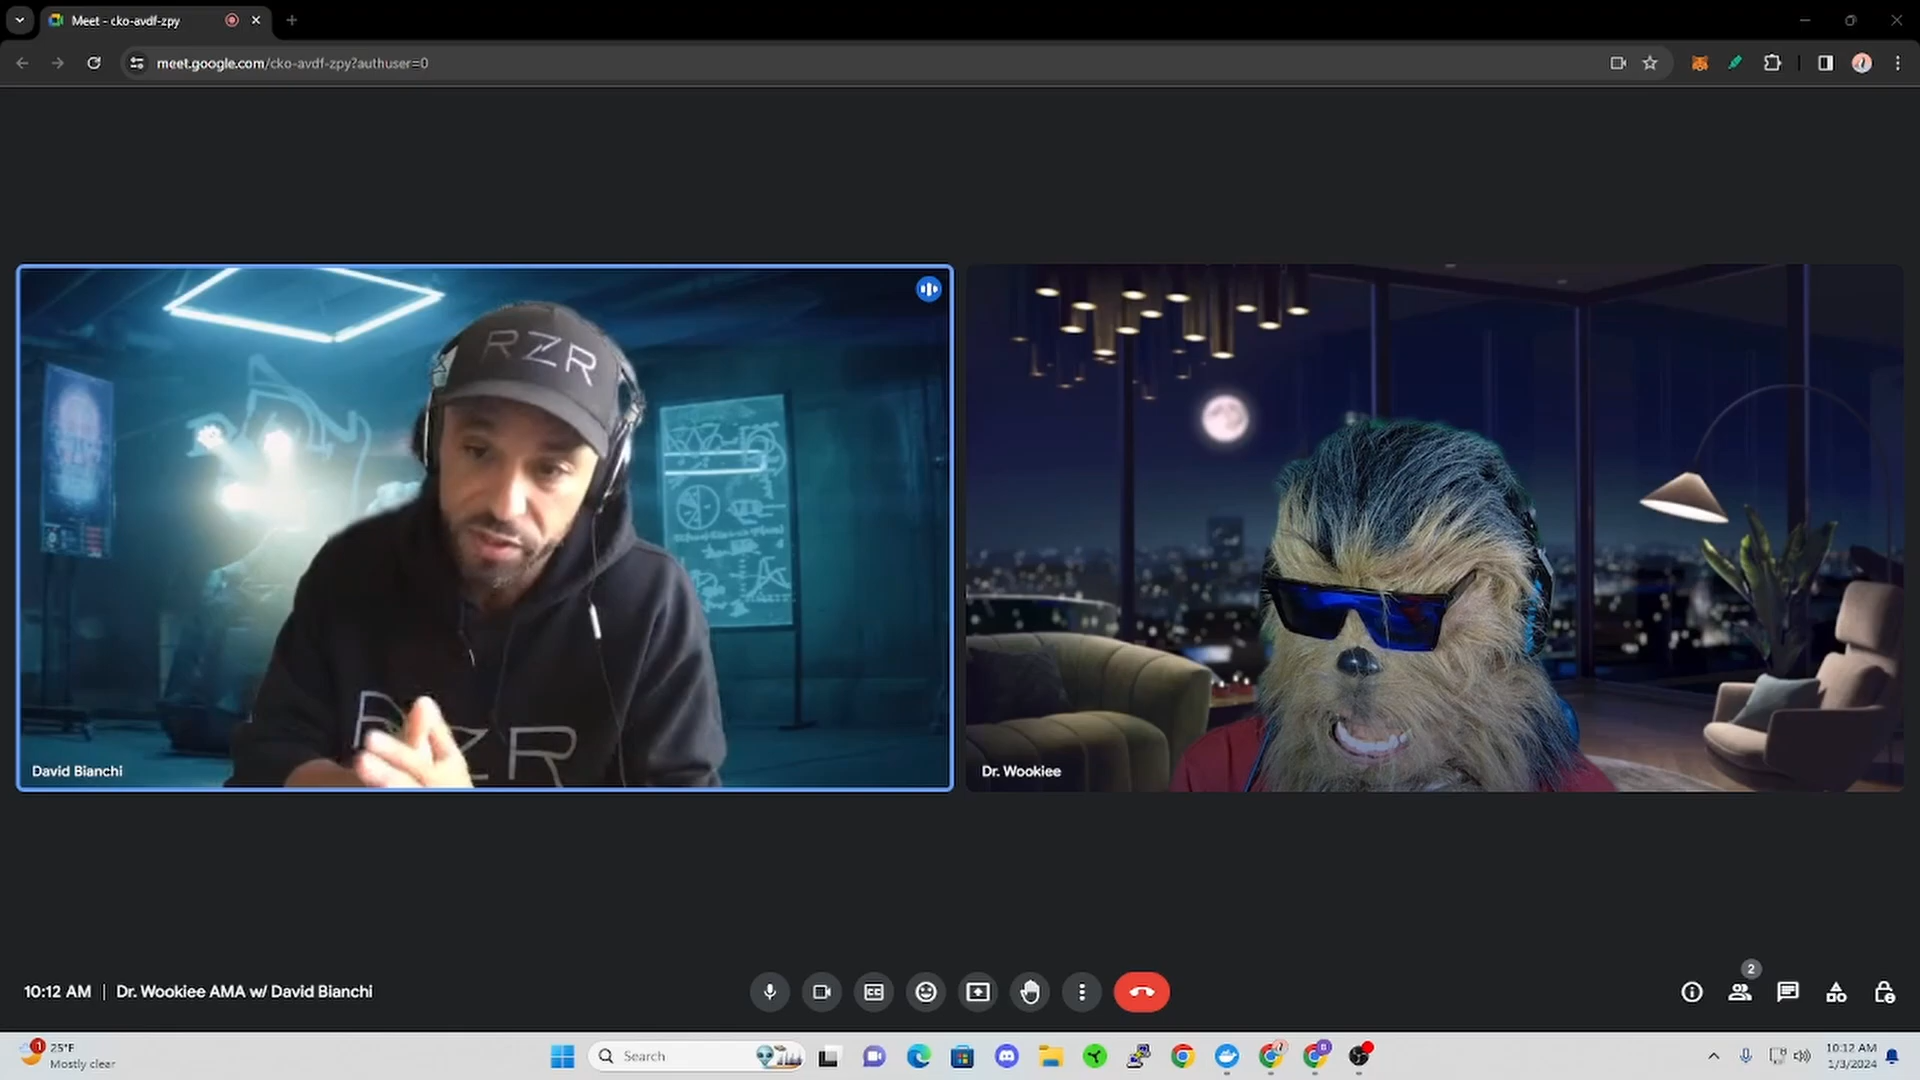 Meet - cko-avdf-zpy
meet.google.com/cko-avdf-zpy?authuser=0
RZR
RZR
David Bianchi
Dr. Wookiee
10:12 AM | Dr. Wookiee AMA w/ David Bianchi
2
1
25°F
Mostly clear
Search
10:12 AM
1/3/2024